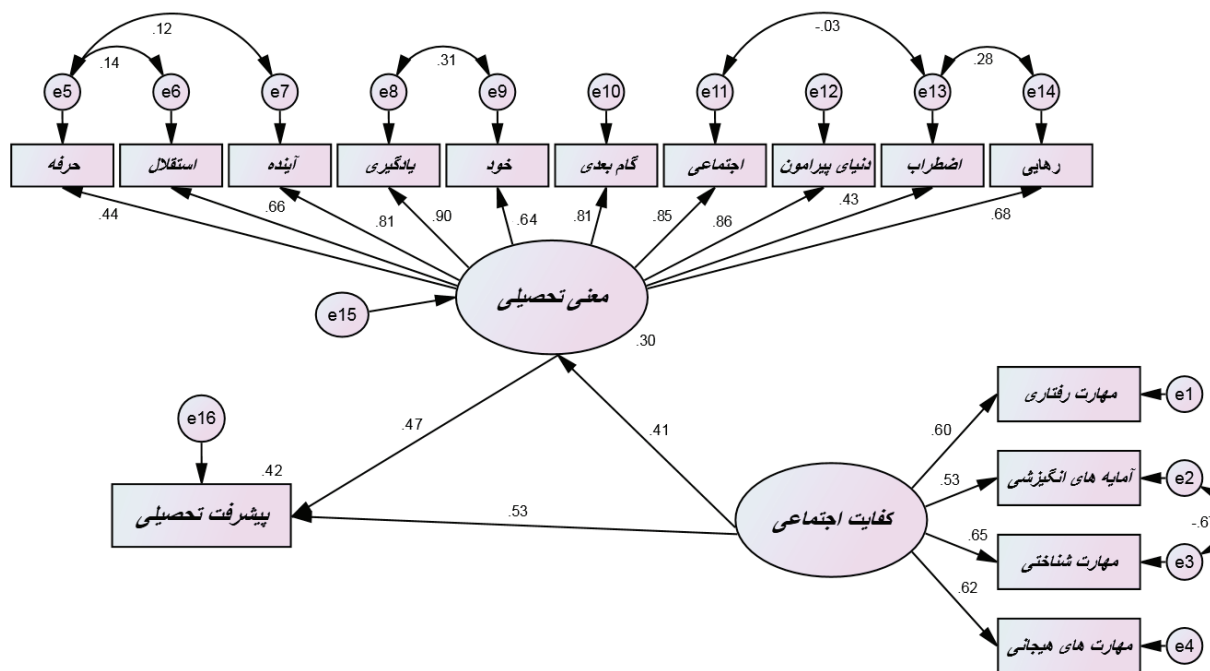 .12
-.03
.14
.31
.28
e5
e6
e7
e8
e9
e10
e11
e12
e13
e14
حرفه
استقلال
آینده
یادگیری
خود
گام بعدی
اجتماعی
دنیای پیرامون
اضطراب
رهایی
.44
.66
.81
.90
.64
.81
.85
.86
.43
.68
معنی تحصیلی
e15
.30
مهارت رفتاری
e1
e16
.47
.41
.60
.42
آمایه های انگیزشی
e2
.53
پیشرفت تحصیلی
.53
کفایت اجتماعی
.65
-.67
مهارت شناختی
e3
.62
مهارت های هیجانی
e4